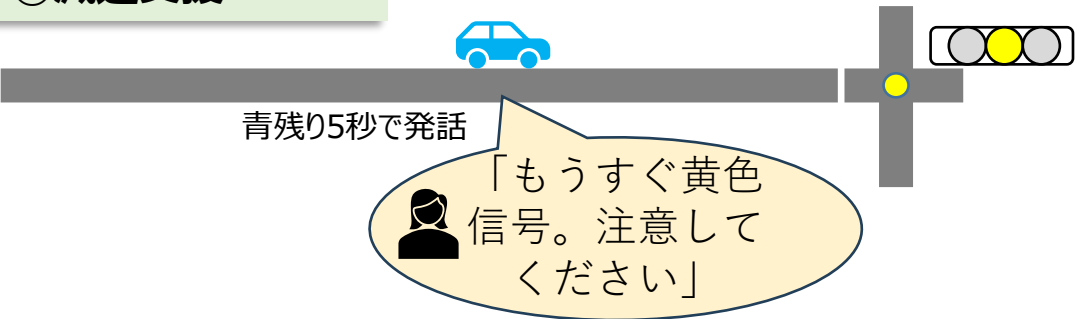 青残り5秒で発話
「もうすぐ黄色
信号。注意して
ください」